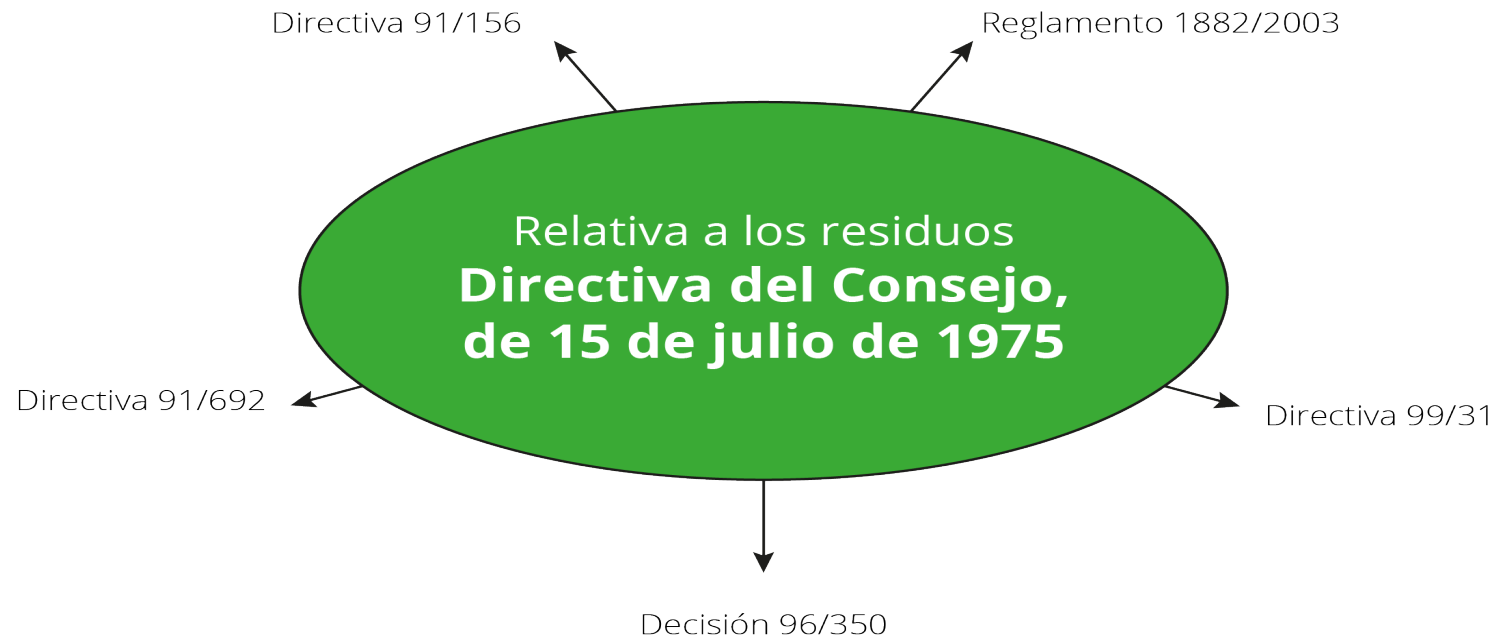 Directiva 91/156
Reglamento 1882/2003
Relativa a los residuos
Directiva del Consejo,
de 15 de julio de 1975
Directiva 91/692
Directiva 99/31
Decisión 96/350